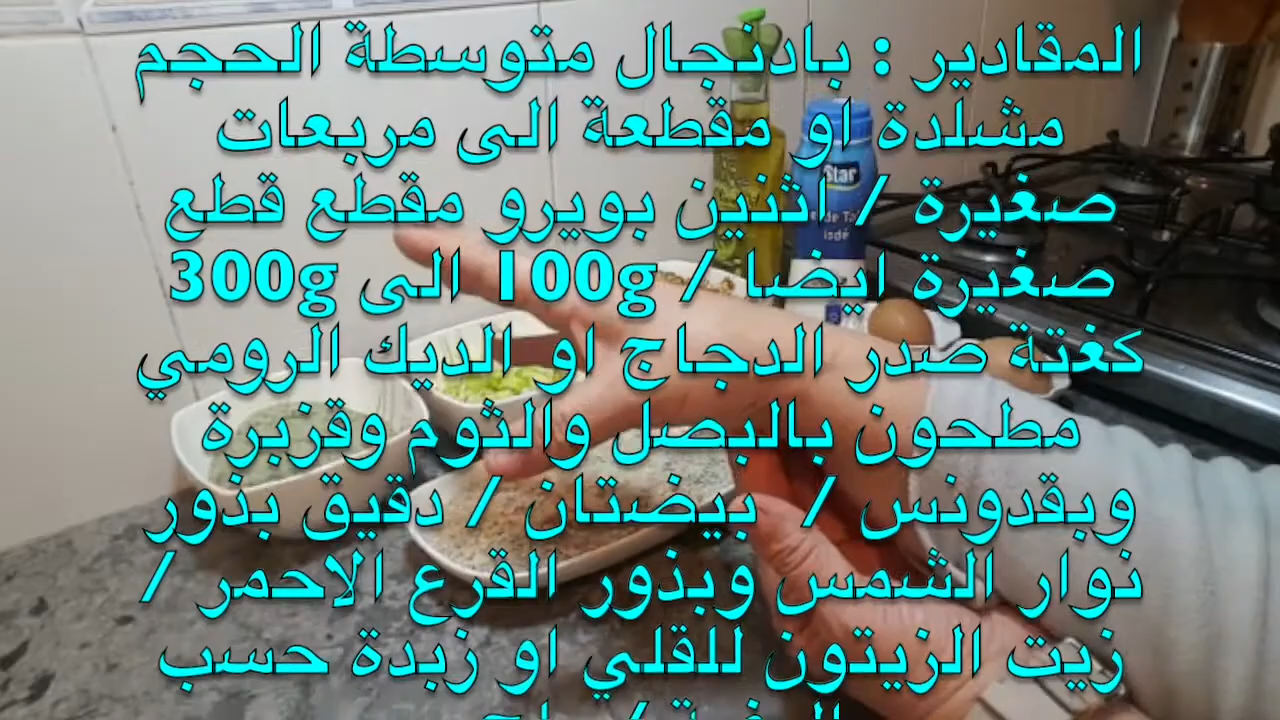 المقادير : بادنجال متوسطة الحجم
مشلدة او مقطعة الى مربعات
صغيرة / اثنين بويرو مقطع قطع
صغيرة ايضا / 100g الى 300g
كغتة صدر الدجاج او الديك الرومي
مطحون بالبصل والثوم وقزبرة
وبقدونس / بيضتان / دقيق بذور
نوار الشمس وبذور القرع الاحمر /
زيت الزيتون للقلي او زبدة حسب
Star